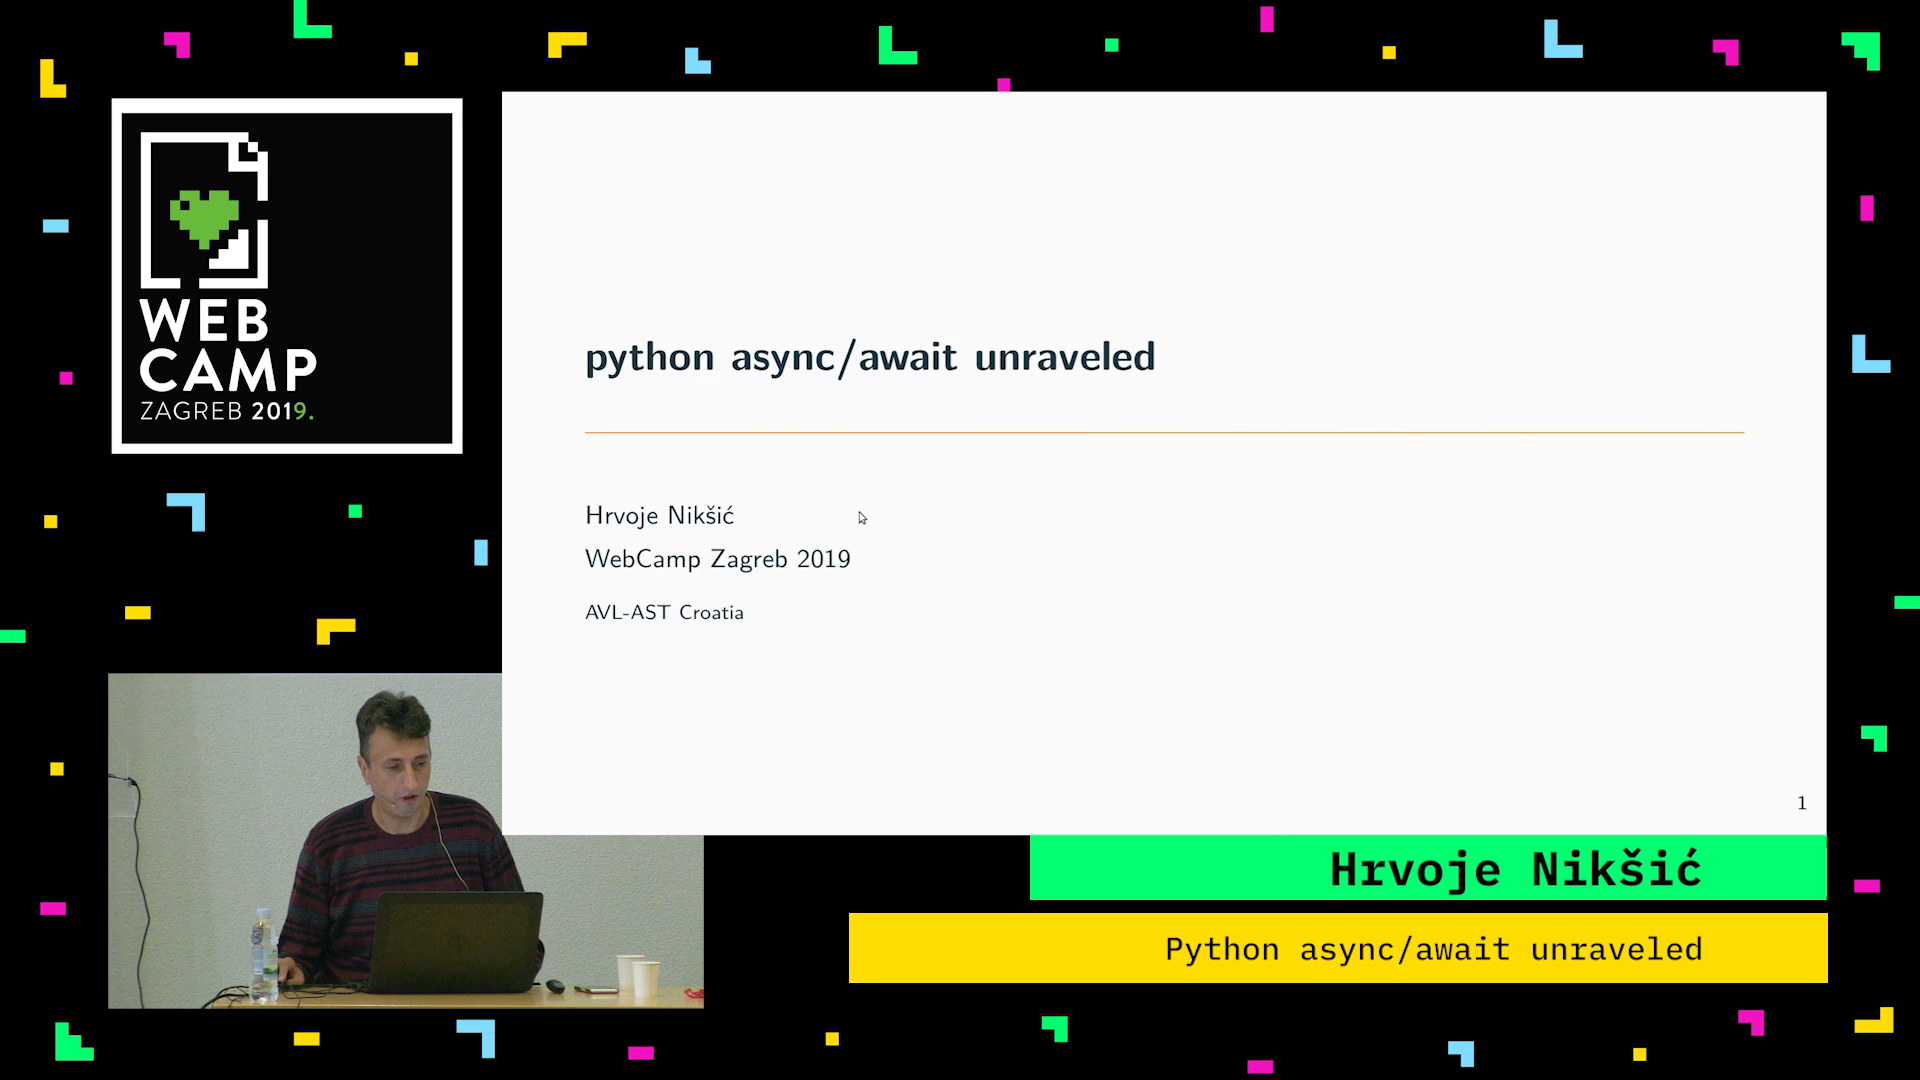 WEB
CAMP
ZAGREB 2019.
python async/await unraveled
Hrvoje Nikšić
WebCamp Zagreb 2019
AVL-AST Croatia
1
Hrvoje Nikšić
Python async/await unraveled